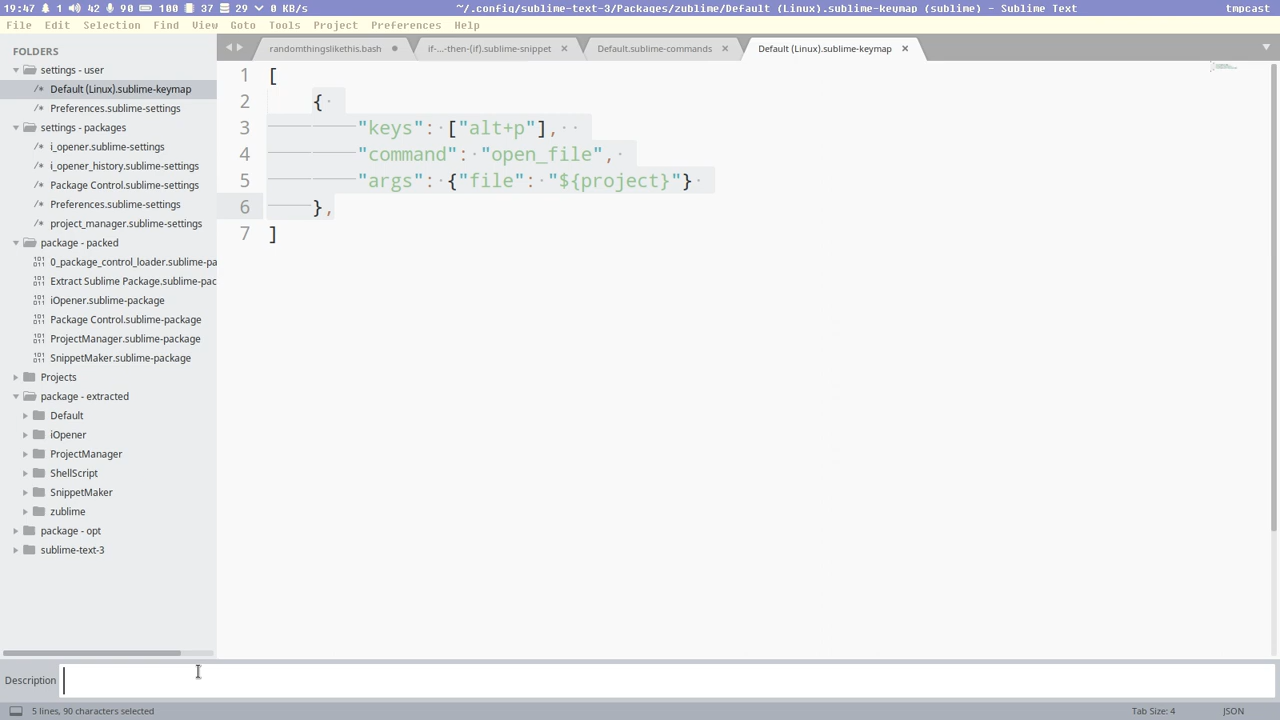 19:47 1 42 90 100 37 29 0 KB/s ~/.config/sublime-text-3/Packages/zublime/Default (Linux).sublime-keymap (sublime) - Sublime Text tmpcast
File Edit Selection Find View Goto Tools Project Preferences Help
FOLDERS
settings - user
Default (Linux).sublime-keymap
Preferences.sublime-settings
settings - packages
i_opener.sublime-settings
i_opener_history.sublime-settings
Package Control.sublime-settings
Preferences.sublime-settings
project_manager.sublime-settings
package - packed
0_package_control_loader.sublime-pa
Extract Sublime Package.sublime-pac
iOpener.sublime-package
Package Control.sublime-package
ProjectManager.sublime-package
SnippetMaker.sublime-package
Projects
package - extracted
Default
iOpener
ProjectManager
ShellScript
SnippetMaker
zublime
package - opt
sublime-text-3
randomthingslikethis.bash if-...-then-(if).sublime-snippet Default.sublime-commands Default (Linux).sublime-keymap
1 [
2 {
3 "keys": ["alt+p"],
4 "command": "open_file",
5 "args": {"file": "${project}"}
6 },
7 ]
Description
5 lines, 90 characters selected Tab Size: 4 JSON